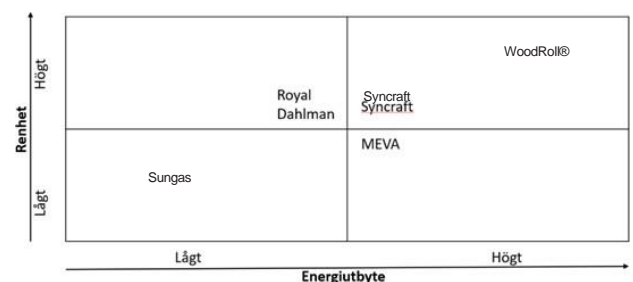 WoodRoll®
Högt
Royal
Dahlman
Syncraft
Syncraft
Renhet
MEVA
Sungas
Lågt
Lågt
Högt
Energiutbyte